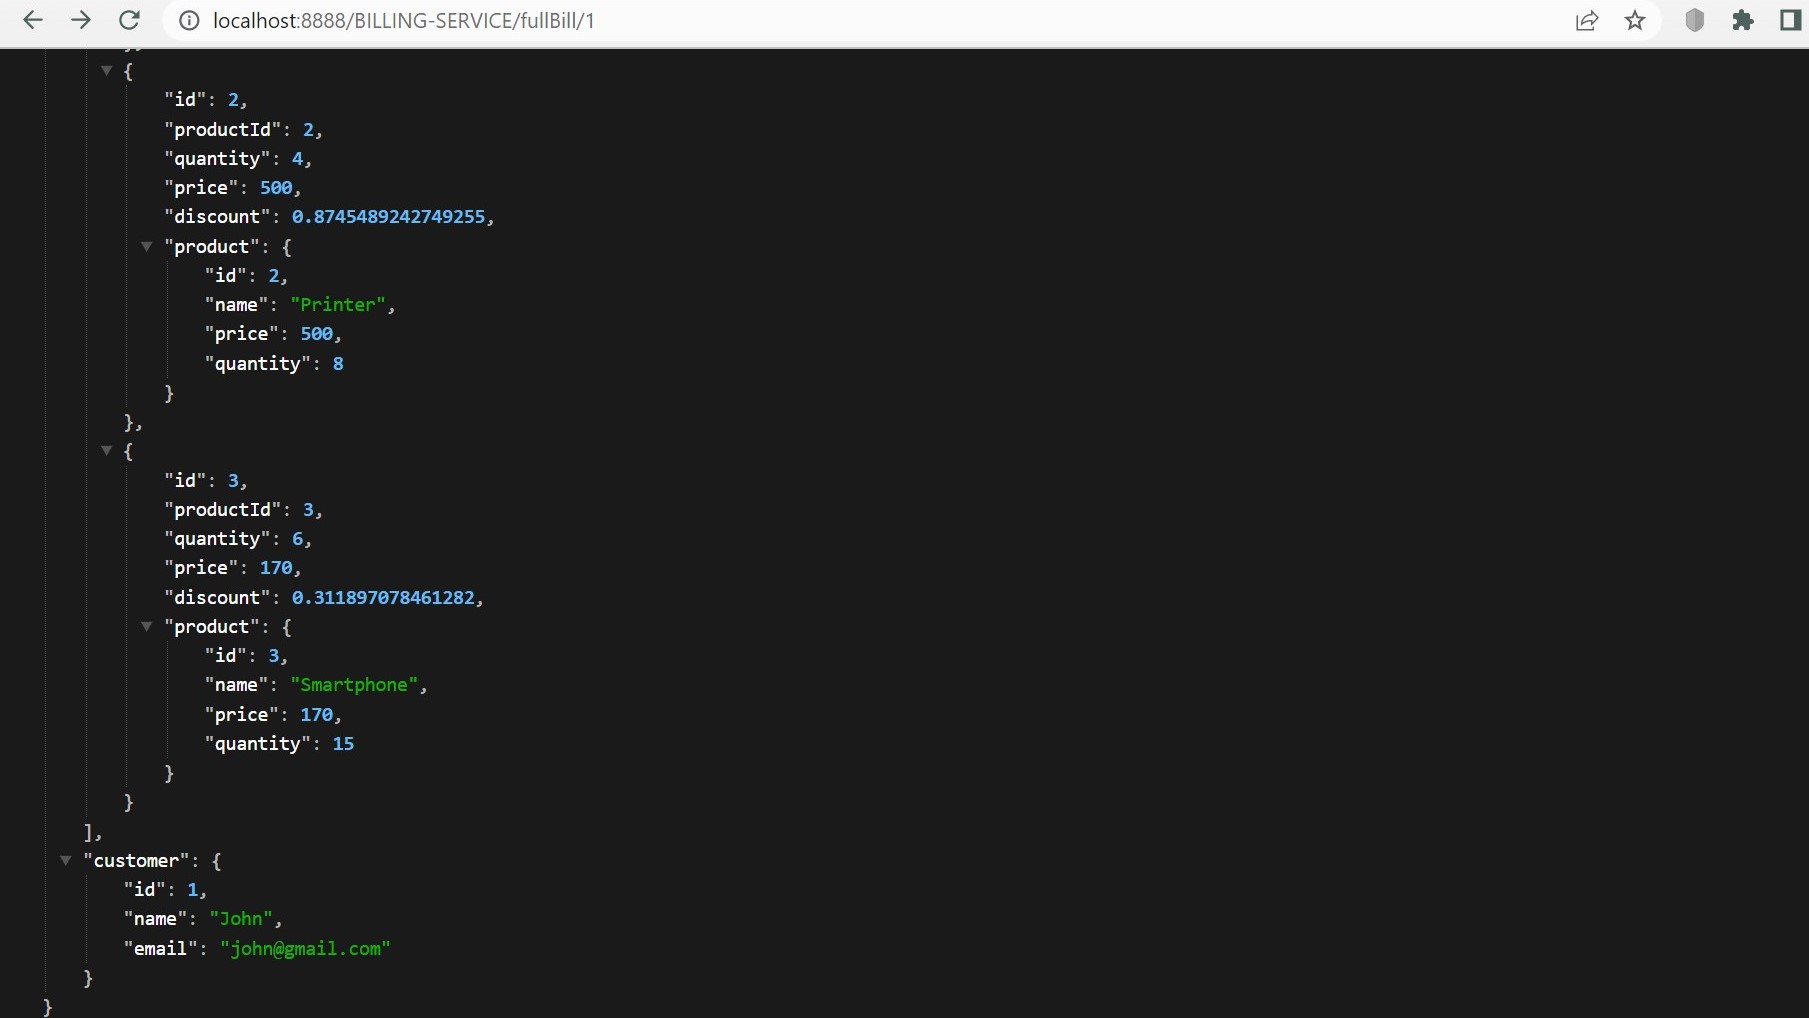 localhost:8888/BILLING-SERVICE/fullBill/1
{
"id": 2,
"productId": 2,
"quantity": 4,
"price": 500,
"discount": 0.8745489242749255,
"product": {
"id": 2,
"name": "Printer",
"price": 500,
"quantity": 8
}
},
{
"id": 3,
"productId": 3,
"quantity": 6,
"price": 170,
"discount": 0.311897078461282,
"product": {
"id": 3,
"name": "Smartphone",
"price": 170,
"quantity": 15
}
}
],
"customer": {
"id": 1,
"name": "John",
"email": "john@gmail.com"
}
}